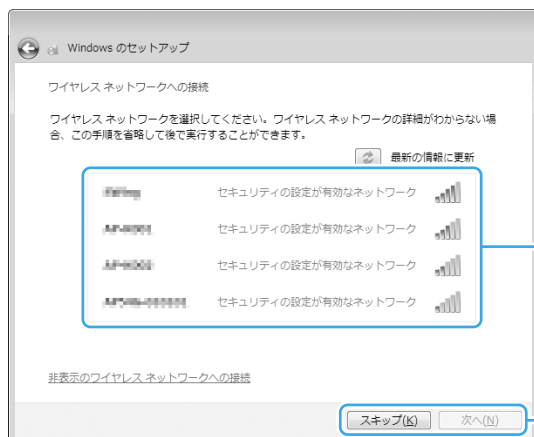 Windows のセットアップ
ワイヤレス ネットワークへの接続
ワイヤレス ネットワークを選択してください。ワイヤレス ネットワークの詳細がわからない場
合、この手順を省略して後で実行することができます。
最新の情報に更新
セキュリティの設定が有効なネットワーク
セキュリティの設定が有効なネットワーク
セキュリティの設定が有効なネットワーク
セキュリティの設定が有効なネットワーク
非表示のワイヤレス ネットワークへの接続
スキップ(K) 次へ(N)